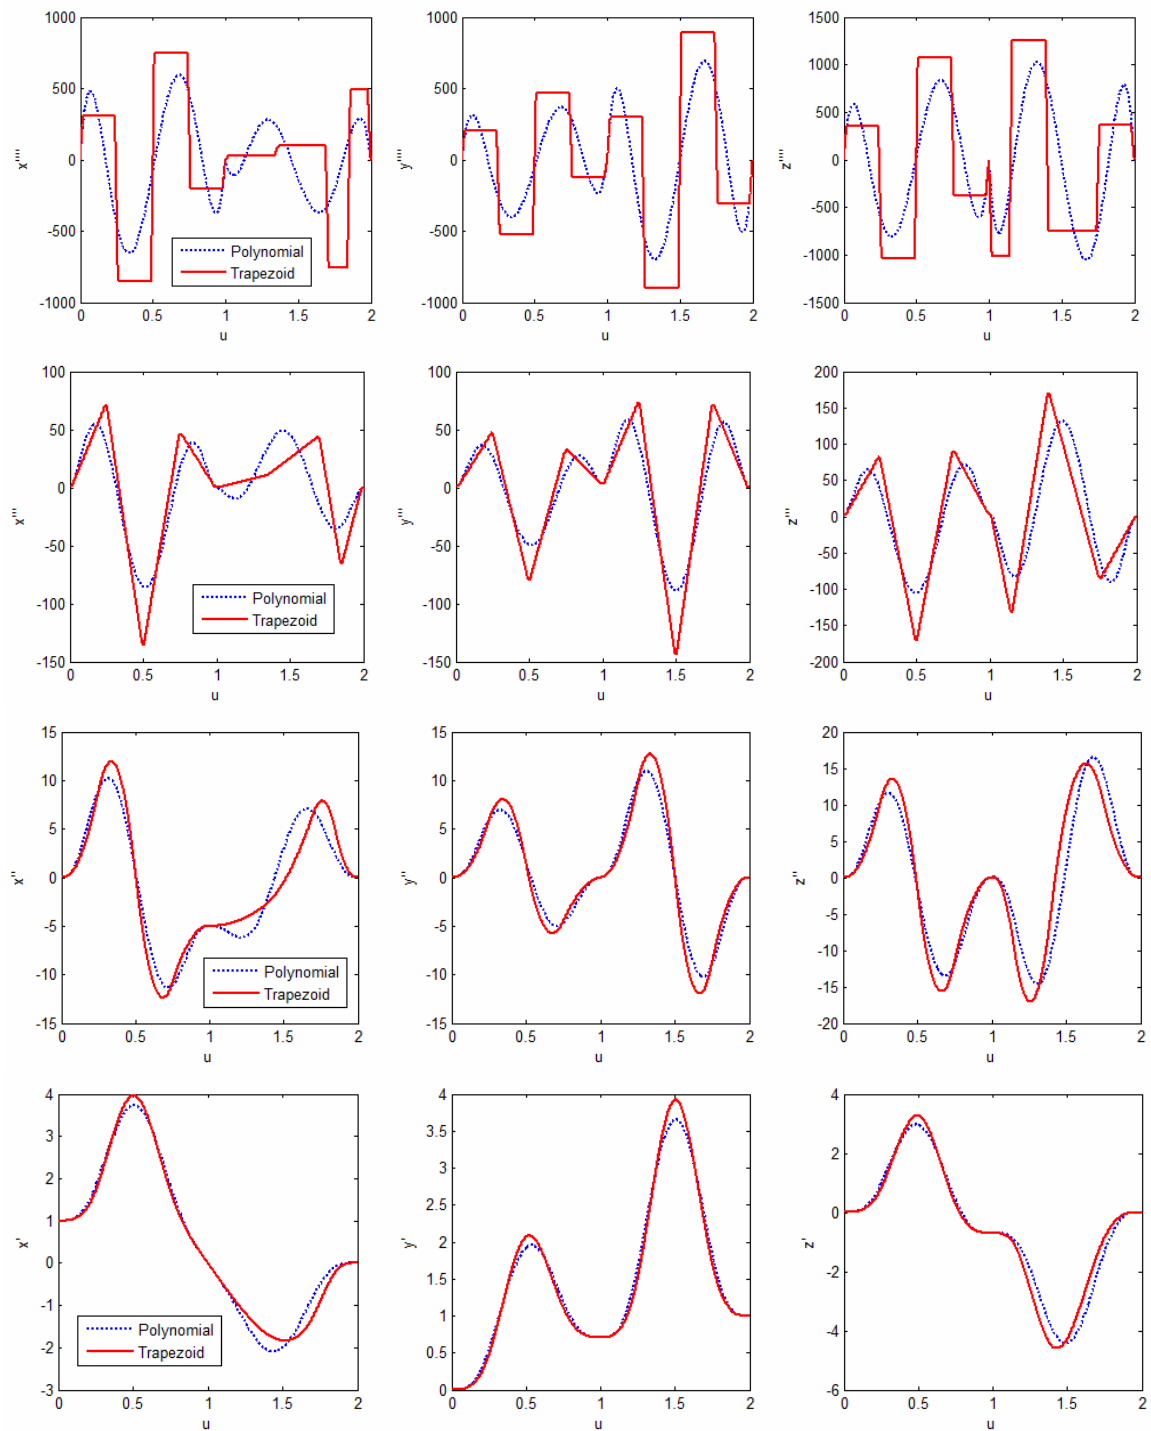 1000
500
0
-500
-1000
x''''
Polynomial
Trapezoid
0 0.5 1 1.5 2
u
1000
500
0
-500
-1000
y''''
0 0.5 1 1.5 2
u
1500
1000
500
0
-500
-1000
-1500
z''''
0 0.5 1 1.5 2
u
100
50
0
-50
-100
-150
x'''
Polynomial
Trapezoid
0 0.5 1 1.5 2
u
100
50
0
-50
-100
-150
y'''
0 0.5 1 1.5 2
u
200
150
100
50
0
-50
-100
-150
-200
z'''
0 0.5 1 1.5 2
u
15
10
5
0
-5
-10
-15
x''
Polynomial
Trapezoid
0 0.5 1 1.5 2
u
15
10
5
0
-5
-10
-15
y''
0 0.5 1 1.5 2
u
20
15
10
5
0
-5
-10
-15
-20
z''
0 0.5 1 1.5 2
u
4
3
2
1
0
-1
-2
-3
x'
Polynomial
Trapezoid
0 0.5 1 1.5 2
u
4
3.5
3
2.5
2
1.5
1
0.5
0
y'
0 0.5 1 1.5 2
u
4
2
0
-2
-4
-6
z'
0 0.5 1 1.5 2
u